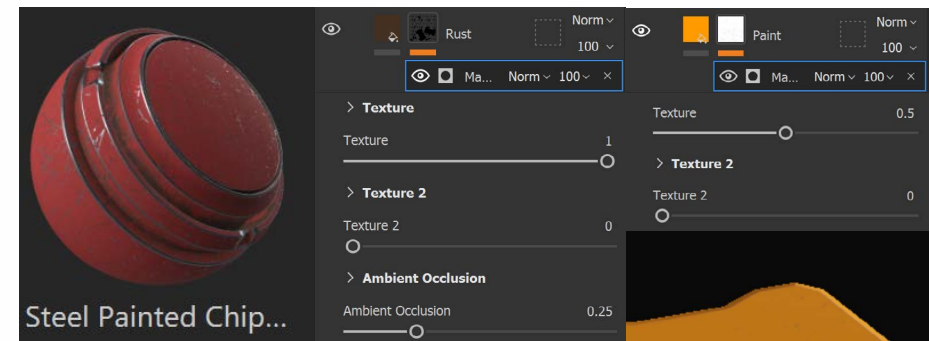 Steel Painted Chip...
Rust
Norm
100
Ma... Norm 100 ×
Texture
Texture 1
Texture 2
Texture 2 0
Ambient Occlusion
Ambient Occlusion 0.25
Paint
Norm
100
Ma... Norm 100 ×
Texture 0.5
Texture 2
Texture 2 0